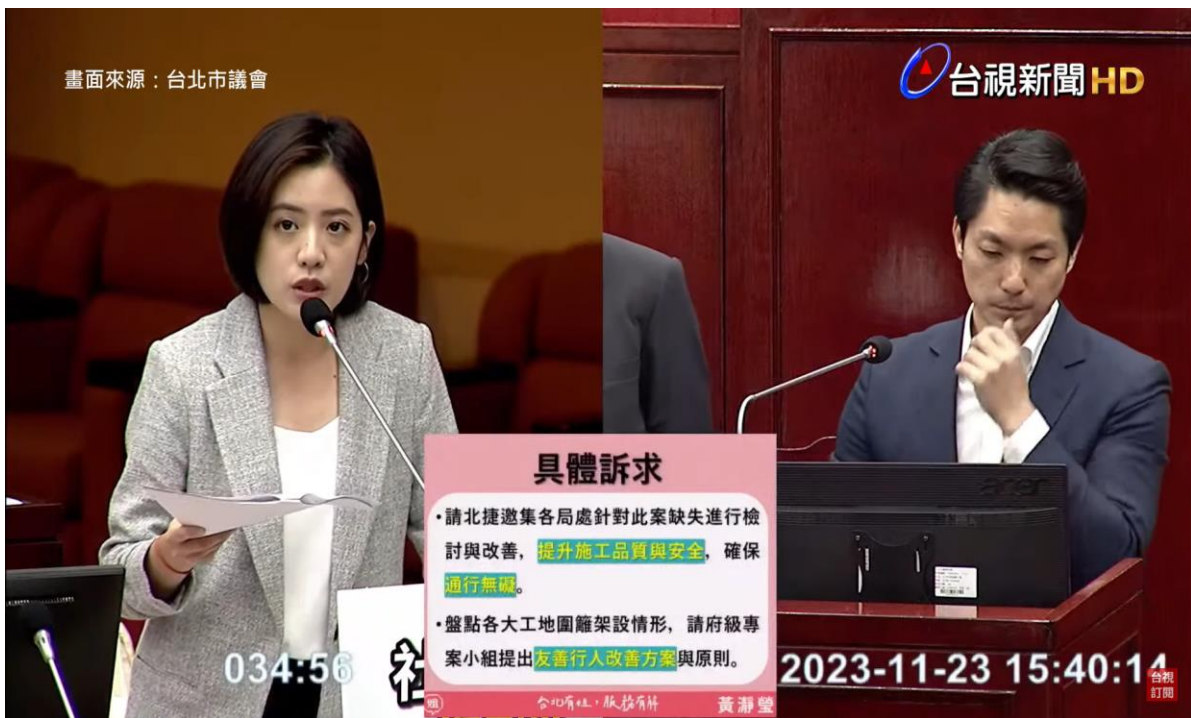 畫面來源：台北市議會
台視新聞HD
acer
具體訴求
•請北捷邀集各局處針對此案缺失進行檢
討與改善，提升施工品質與安全，確保
通行無礙。
•盤點各大工地圍籬架設情形，請府級專
案小組提出友善行人改善方案與原則。
台北有姐，服務有解
黃瀞瑩
034:56
社
2023-11-23 15:40:14
台視
訂閱